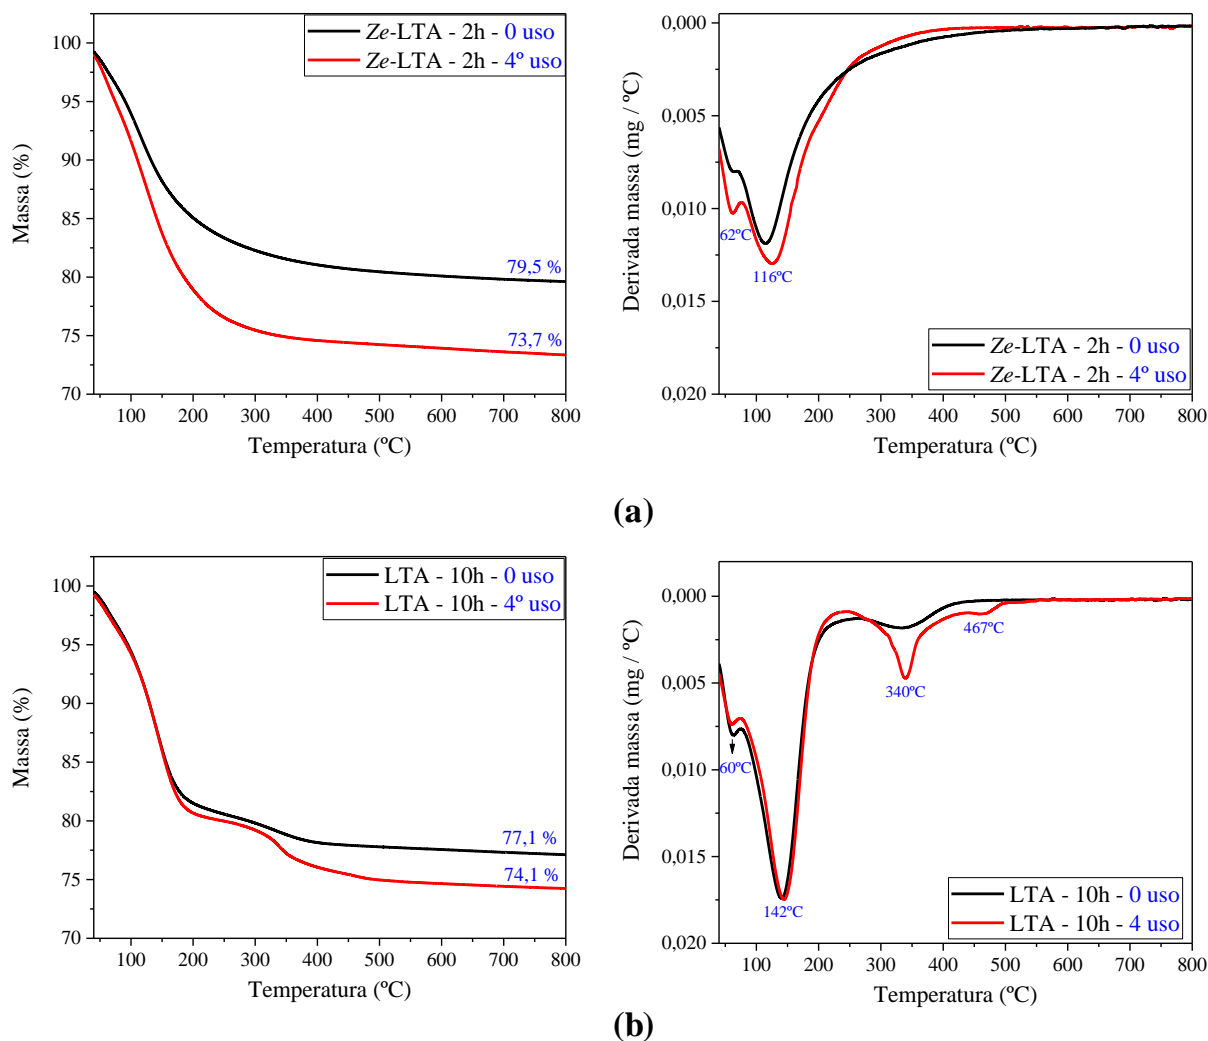 100
95
90
85
80
75
70
Massa (%)
Ze-LTA - 2h - 0 uso
Ze-LTA - 2h - 4º uso
79,5 %
73,7 %
100 200 300 400 500 600 700 800
Temperatura (ºC)
0,000
0,005
0,010
0,015
0,020
Derivada massa (mg / ºC)
62ºC
116ºC
Ze-LTA - 2h - 0 uso
Ze-LTA - 2h - 4º uso
100 200 300 400 500 600 700 800
Temperatura (ºC)
(a)
100
95
90
85
80
75
70
Massa (%)
LTA - 10h - 0 uso
LTA - 10h - 4º uso
77,1 %
74,1 %
100 200 300 400 500 600 700 800
Temperatura (ºC)
0,000
0,005
0,010
0,015
0,020
Derivada massa (mg / ºC)
467ºC
340ºC
60ºC
142ºC
LTA - 10h - 0 uso
LTA - 10h - 4 uso
100 200 300 400 500 600 700 800
Temperatura (ºC)
(b)